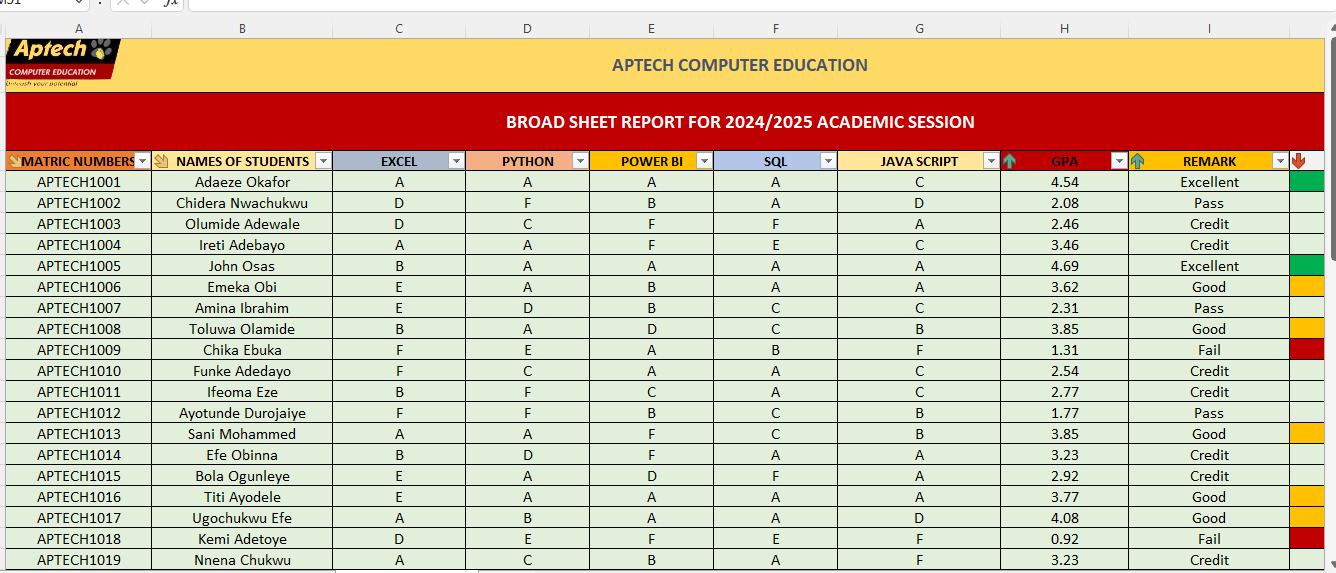 A B C D E F G H I
Aptech
COMPUTER EDUCATION
Unleash your potential
APTECH COMPUTER EDUCATION
BROAD SHEET REPORT FOR 2024/2025 ACADEMIC SESSION
MATRIC NUMBERS NAMES OF STUDENTS EXCEL PYTHON POWER BI SQL JAVA SCRIPT GPA REMARK
APTECH1001 Adaeze Okafor A A A A C 4.54 Excellent
APTECH1002 Chidera Nwachukwu D F B A D 2.08 Pass
APTECH1003 Olumide Adewale D C F F A 2.46 Credit
APTECH1004 Ireti Adebayo A A F E C 3.46 Credit
APTECH1005 John Osas B A A A A 4.69 Excellent
APTECH1006 Emeka Obi E A B A A 3.62 Good
APTECH1007 Amina Ibrahim E D B C C 2.31 Pass
APTECH1008 Toluwa Olamide B A D C B 3.85 Good
APTECH1009 Chika Ebuka F E A B F 1.31 Fail
APTECH1010 Funke Adedayo F C A A C 2.54 Credit
APTECH1011 Ifeoma Eze B F C A C 2.77 Credit
APTECH1012 Ayotunde Durojaiye F F B C B 1.77 Pass
APTECH1013 Sani Mohammed A A F C B 3.85 Good
APTECH1014 Efe Obinna B D F A A 3.23 Credit
APTECH1015 Bola Ogunleye E A D F A 2.92 Credit
APTECH1016 Titi Ayodele E A A A A 3.77 Good
APTECH1017 Ugochukwu Efe A B A A D 4.08 Good
APTECH1018 Kemi Adetoye D E F E F 0.92 Fail
APTECH1019 Nnena Chukwu A C B A F 3.23 Credit